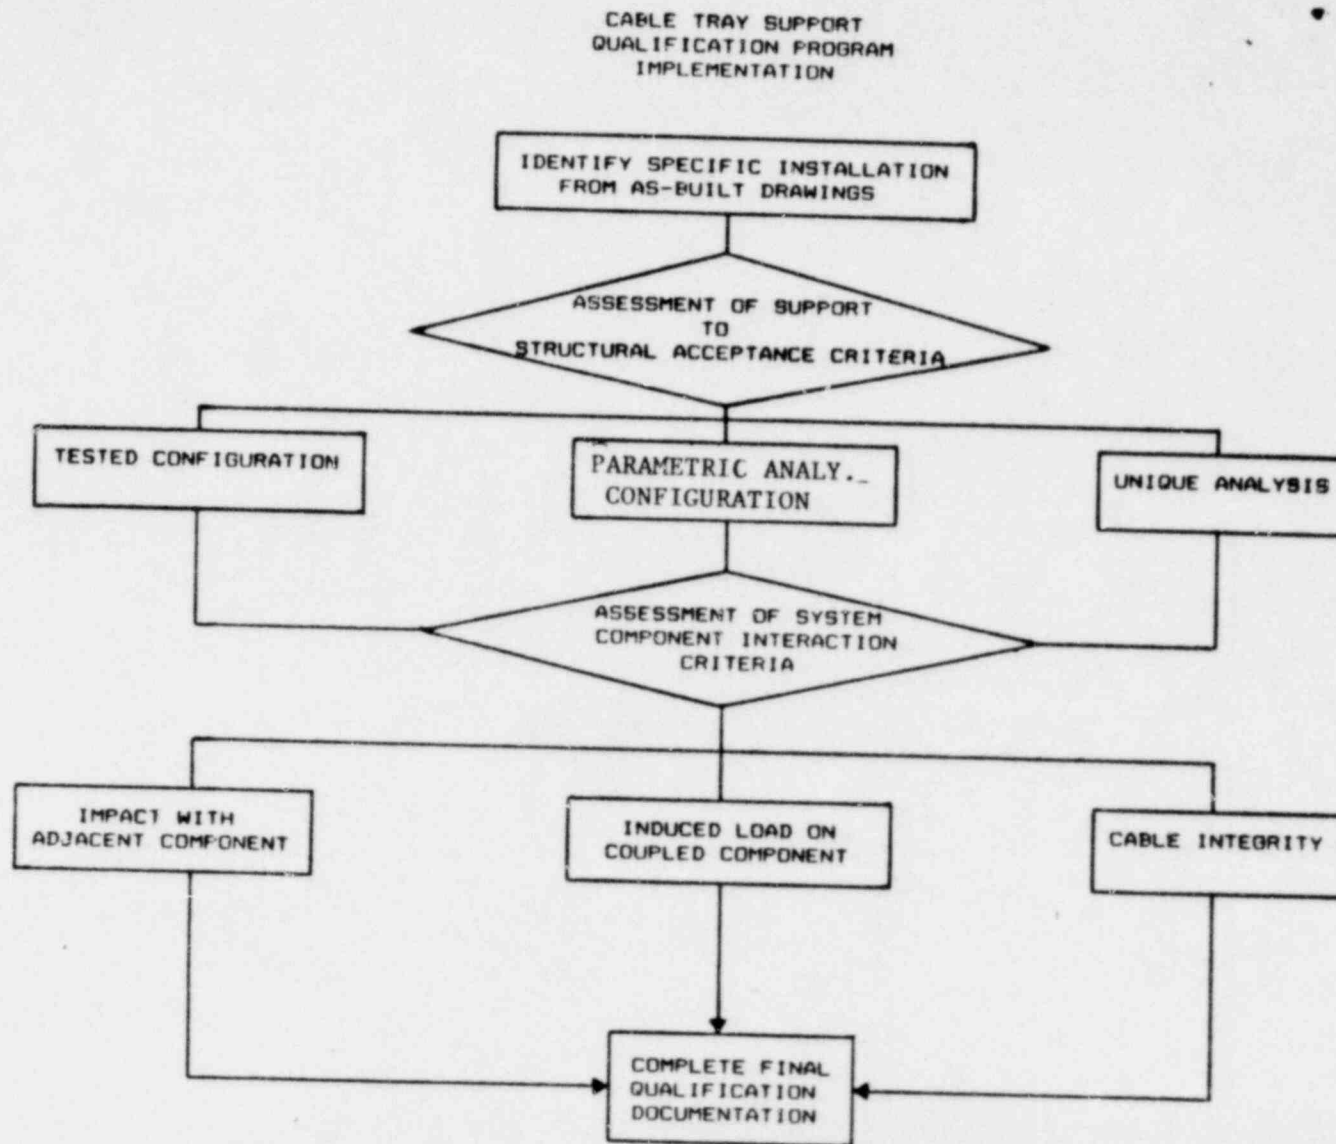 CABLE TRAY SUPPORT
QUALIFICATION PROGRAM
IMPLEMENTATION
IDENTIFY SPECIFIC INSTALLATION
FROM AS-BUILT DRAWINGS
ASSESSMENT OF SUPPORT
TO
STRUCTURAL ACCEPTANCE CRITERIA
TESTED CONFIGURATION
PARAMETRIC ANALY.
CONFIGURATION
UNIQUE ANALYSIS
ASSESSMENT OF SYSTEM
COMPONENT INTERACTION
CRITERIA
IMPACT WITH
ADJACENT COMPONENT
INDUCED LOAD ON
COUPLED COMPONENT
CABLE INTEGRITY
COMPLETE FINAL
QUALIFICATION
DOCUMENTATION